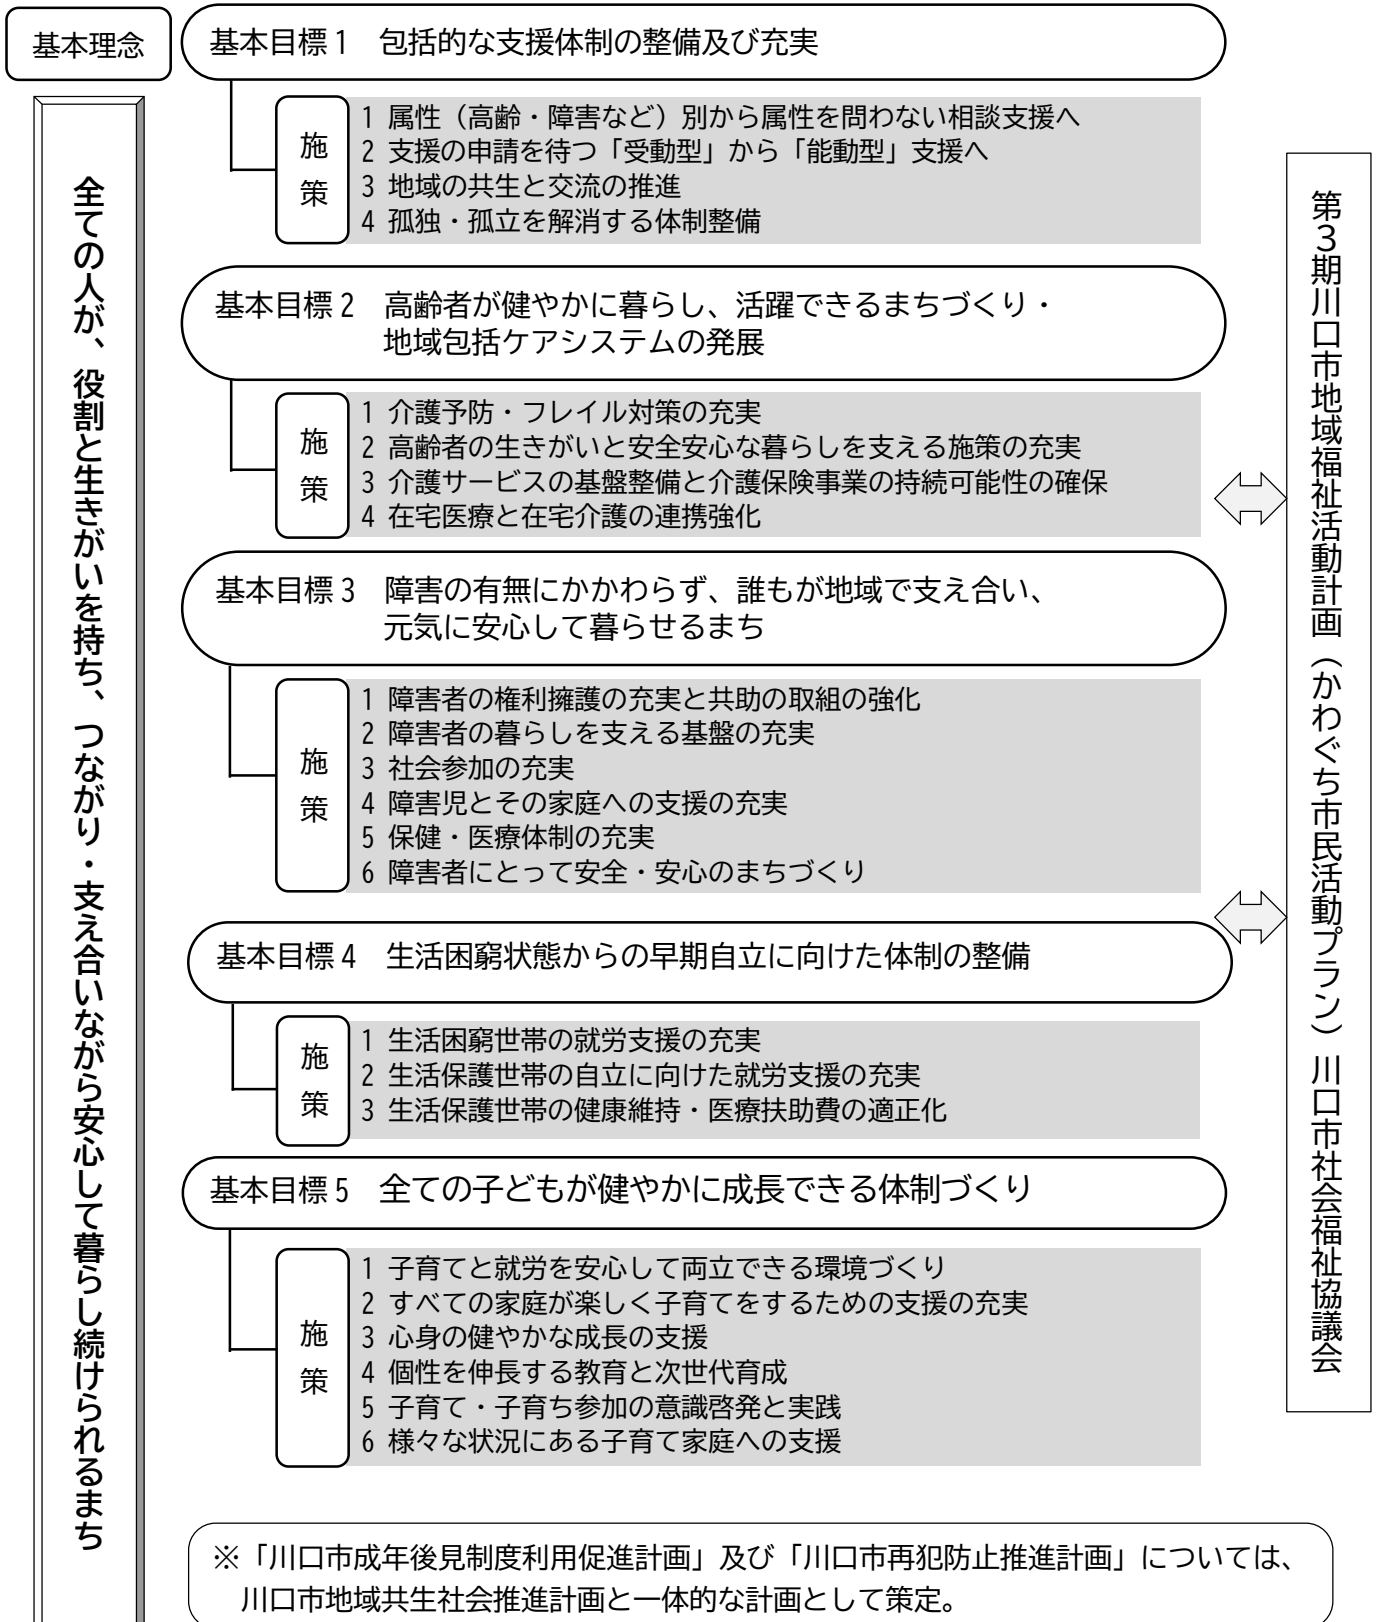 基本理念
全ての人が、役割と生きがいを持ち、つながり・支え合いながら安心して暮らし続けられるまち
基本目標1　包括的な支援体制の整備及び充実
施策
1 属性（高齢・障害など）別から属性を問わない相談支援へ
2 支援の申請を待つ「受動型」から「能動型」支援へ
3 地域の共生と交流の推進
4 孤独・孤立を解消する体制整備
基本目標2　高齢者が健やかに暮らし、活躍できるまちづくり・
地域包括ケアシステムの発展
施策
1 介護予防・フレイル対策の充実
2 高齢者の生きがいと安全安心な暮らしを支える施策の充実
3 介護サービスの基盤整備と介護保険事業の持続可能性の確保
4 在宅医療と在宅介護の連携強化
基本目標3　障害の有無にかかわらず、誰もが地域で支え合い、
元気に安心して暮らせるまち
施策
1 障害者の権利擁護の充実と共助の取組の強化
2 障害者の暮らしを支える基盤の充実
3 社会参加の充実
4 障害児とその家庭への支援の充実
5 保健・医療体制の充実
6 障害者にとって安全・安心のまちづくり
基本目標4　生活困窮状態からの早期自立に向けた体制の整備
施策
1 生活困窮世帯の就労支援の充実
2 生活保護世帯の自立に向けた就労支援の充実
3 生活保護世帯の健康維持・医療扶助費の適正化
基本目標5　全ての子どもが健やかに成長できる体制づくり
施策
1 子育てと就労を安心して両立できる環境づくり
2 すべての家庭が楽しく子育てをするための支援の充実
3 心身の健やかな成長の支援
4 個性を伸長する教育と次世代育成
5 子育て・子育ち参加の意識啓発と実践
6 様々な状況にある子育て家庭への支援
第3期川口市地域福祉活動計画（かわぐち市民活動プラン）川口市社会福祉協議会
※「川口市成年後見制度利用促進計画」及び「川口市再犯防止推進計画」については、
川口市地域共生社会推進計画と一体的な計画として策定。